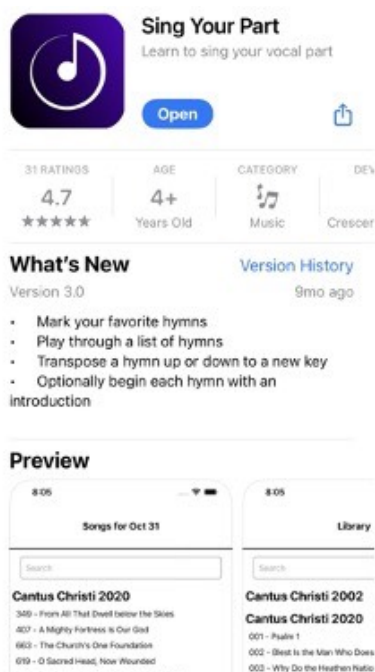 Sing Your Part
Learn to sing your vocal part
Open
31 RATINGS AGE CATEGORY DEV
4.7 4+
★★★★★ Years Old Music Crescer
What's New Version History
Version 3.0 9mo ago
- Mark your favorite hymns
- Play through a list of hymns
- Transpose a hymn up or down to a new key
- Optionally begin each hymn with an
introduction
Preview
8:05 8:05
Songs for Oct 31 Library
Search Search
Cantus Christi 2020 Cantus Christi 2002
349 - From All That Dwell below the Skies Cantus Christi 2020
407 - A Mighty Fortress is Our God 001 - Psalm 1
663 - The Church's One Foundation 002 - Blest Is the Man Who Does
619 - O Sacred Head, Now Wounded 003 - Why Do the Heathen Natio